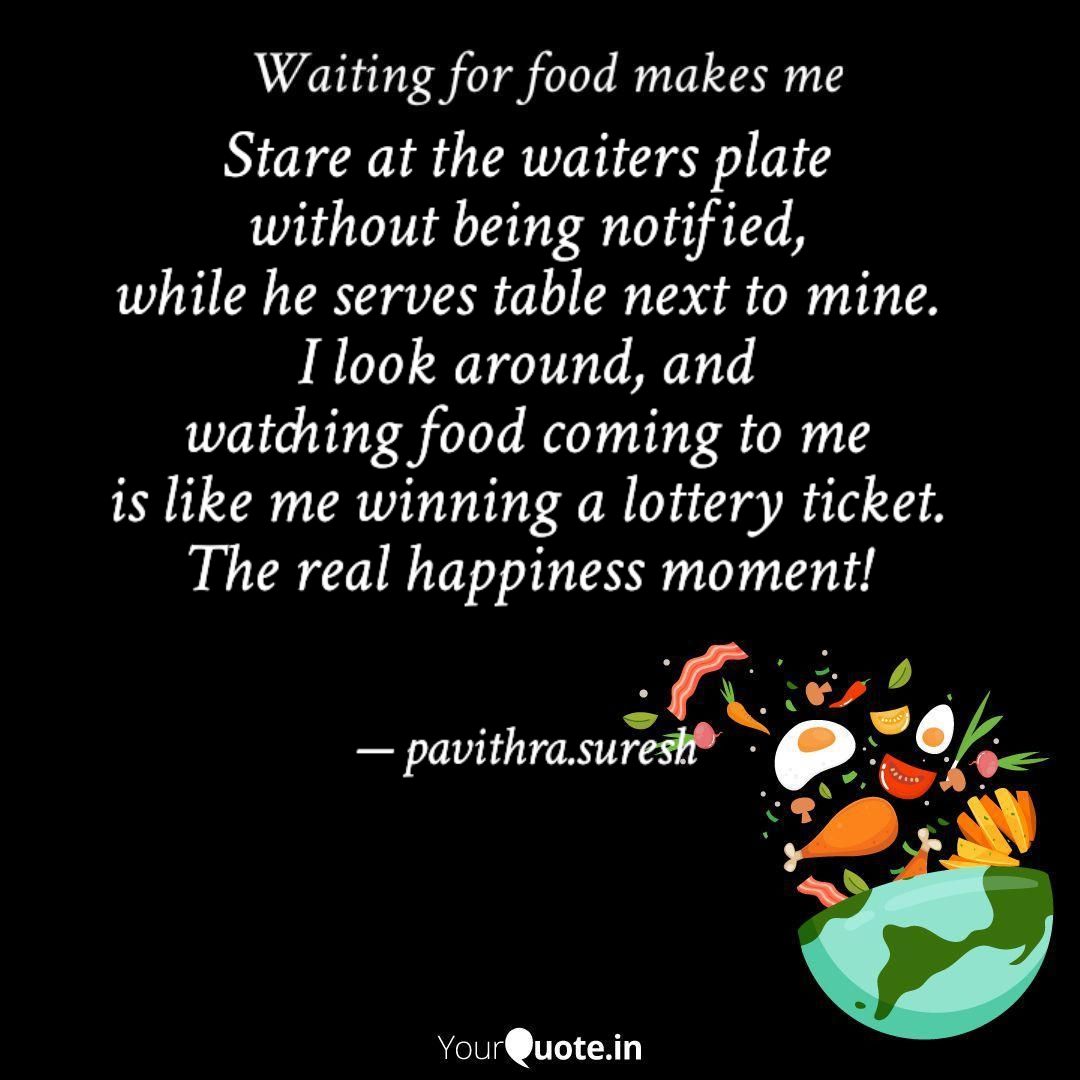 Waiting for food makes me
Stare at the waiters plate
without being notified,
while he serves table next to mine.
I look around, and
watching food coming to me
is like me winning a lottery ticket.
The real happiness moment!
— pavithra.suresh
YourQuote.in